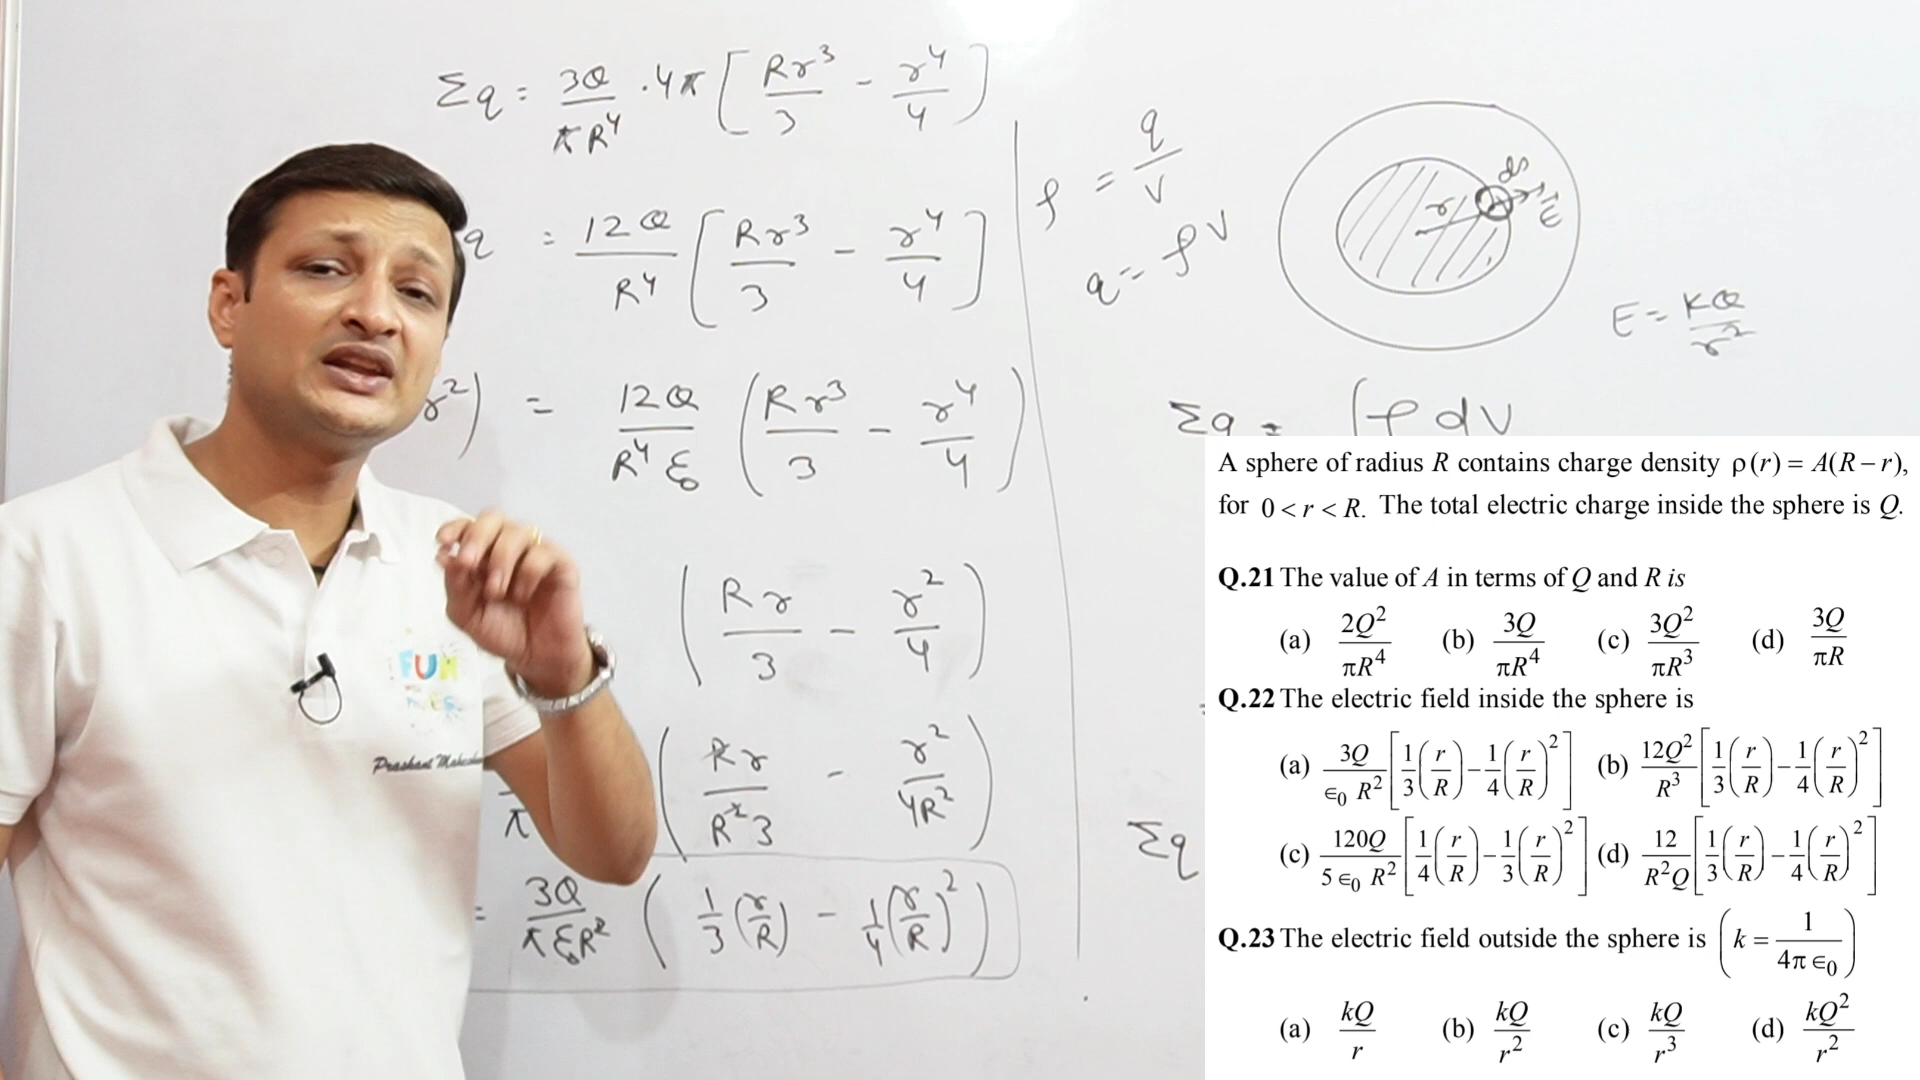 Σq = 3Q/πR⁴ · 4π [ Rr³/3 − r⁴/4 ]
q = 12Q/R⁴ [ Rr³/3 − r⁴/4 ]
r²) = 12Q/R⁴ε₀ ( Rr³/3 − r⁴/4 )
( Rr/3 − r²/4 )
π ( Rr/R²3 − r²/4R² )
= 3Q/πε₀R² ( 1/3 (r/R) − 1/4 (r/R)² )
ρ = q/V
q = ρV
ds
r
E
E = KQ/r²
Σq = ∫ρ dV
Σq
FUN
Prashant
A sphere of radius R contains charge density ρ(r) = A(R − r),
for 0 < r < R. The total electric charge inside the sphere is Q.
Q.21 The value of A in terms of Q and R is
(a) 2Q²/πR⁴ (b) 3Q/πR⁴ (c) 3Q²/πR³ (d) 3Q/πR
Q.22 The electric field inside the sphere is
(a) 3Q/∈₀ R² [ 1/3 (r/R) − 1/4 (r/R)² ] (b) 12Q²/R³ [ 1/3 (r/R) − 1/4 (r/R)² ]
(c) 120Q/5∈₀ R² [ 1/4 (r/R) − 1/3 (r/R)² ] (d) 12/R²Q [ 1/3 (r/R) − 1/4 (r/R)² ]
Q.23 The electric field outside the sphere is ( k = 1/4π∈₀ )
(a) kQ/r (b) kQ/r² (c) kQ/r³ (d) kQ²/r²